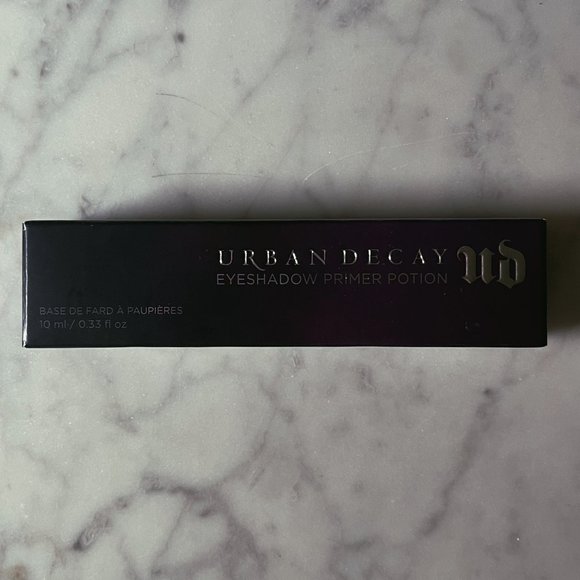 URBAN DECAY
EYESHADOW PRIMER POTION
UD
BASE DE FARD À PAUPIÈRES
10 ml / 0.33 fl oz